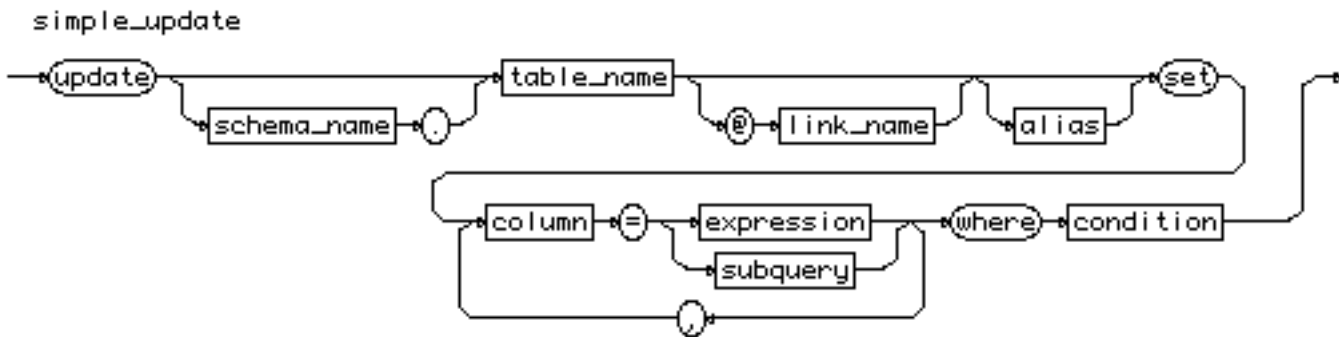 simple_update
update table_name set
schema_name . @ link_name alias
column = expression where condition
subquery
,